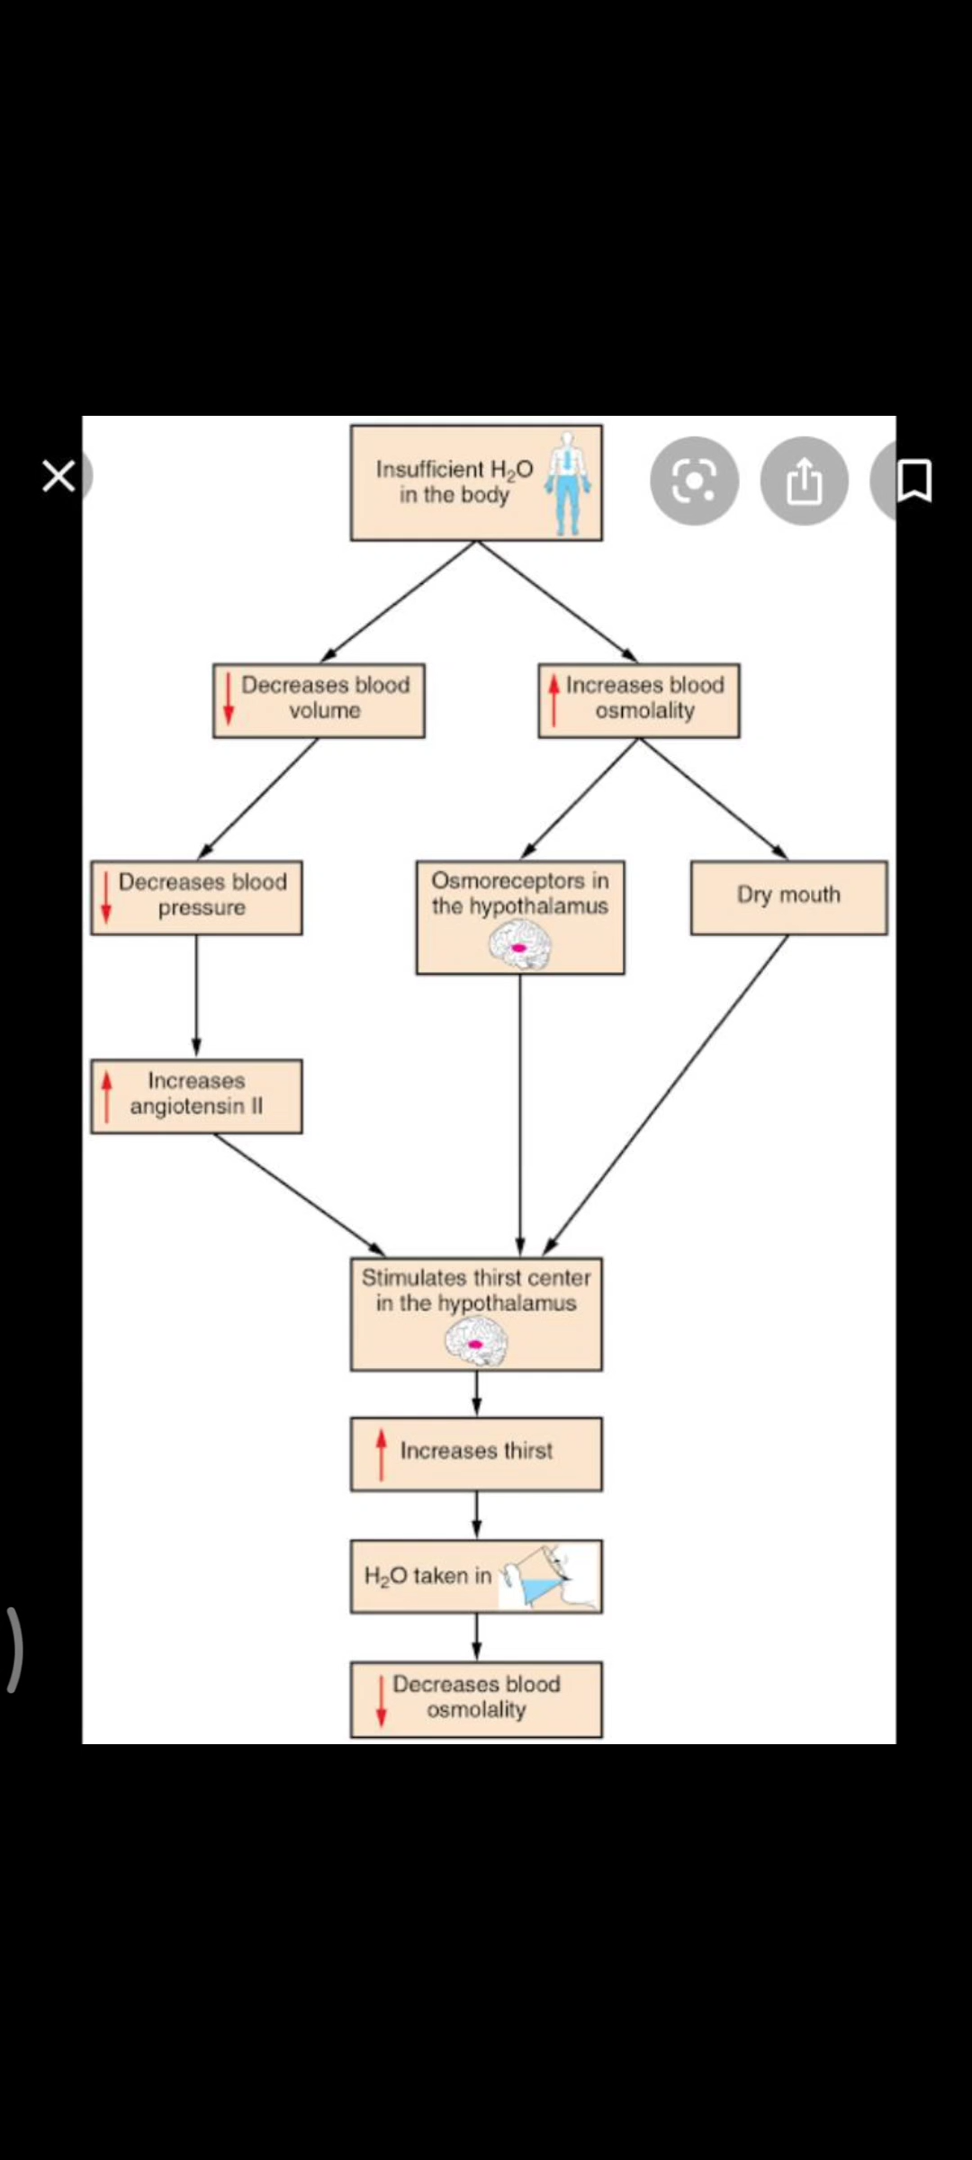 Insufficient H₂O
in the body
Decreases blood
volume
Increases blood
osmolality
Decreases blood
pressure
Osmoreceptors in
the hypothalamus
Dry mouth
Increases
angiotensin II
Stimulates thirst center
in the hypothalamus
Increases thirst
H₂O taken in
Decreases blood
osmolality